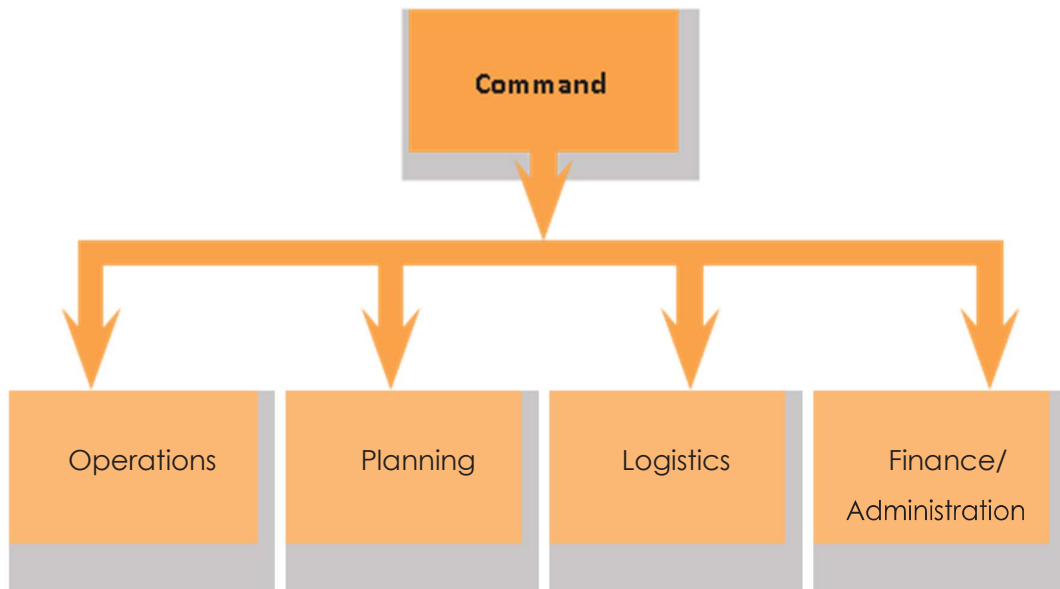 Command
Operations
Planning
Logistics
Finance/
Administration